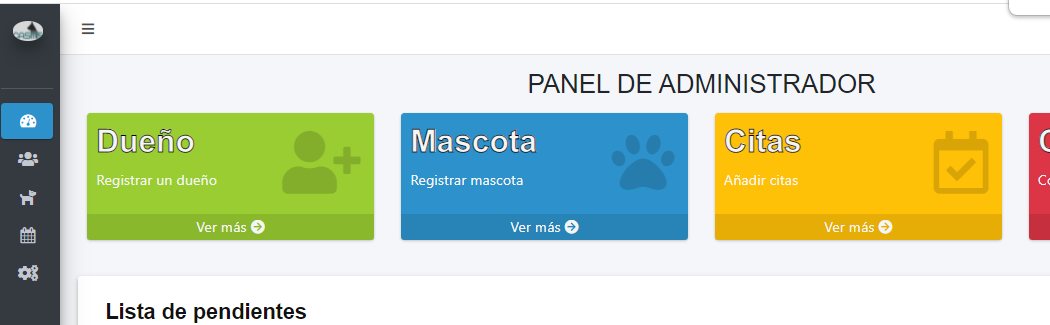 PANEL DE ADMINISTRADOR
Dueño
Registrar un dueño
Ver más
Mascota
Registrar mascota
Ver más
Citas
Añadir citas
Ver más
Lista de pendientes